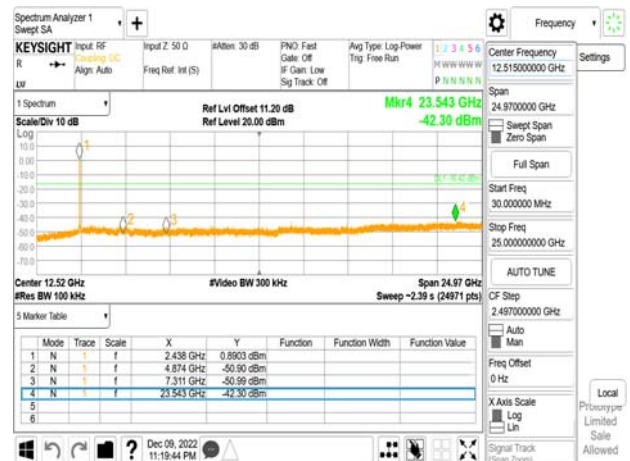 Spectrum Analyzer 1
Swept SA
Frequency
KEYSIGHT Input: RF
Coupling: DC
Align: Auto
Input Z: 50 Ω
Freq Ref: Int (S)
#Atten: 30 dB
PNO: Fast
Gate: Off
IF Gain: Low
Sig Track: Off
Avg Type: Log-Power
Trig: Free Run
1 2 3 4 5 6
M W W W W W
P N N N N N
R
LV
Center Frequency
12.515000000 GHz
Settings
Span
24.9700000 GHz
Swept Span
Zero Span
Full Span
Start Freq
30.000000 MHz
Stop Freq
25.000000000 GHz
AUTO TUNE
CF Step
2.497000000 GHz
Auto
Man
Freq Offset
0 Hz
X Axis Scale
Log
Lin
Signal Track
(Span Zoom)
Local
Prototype
Limited
Sale
Allowed
1 Spectrum
Scale/Div 10 dB
Ref Lvl Offset 11.20 dB
Ref Level 20.00 dBm
Mkr4 23.543 GHz
-42.30 dBm
Log
10.0
0.00
-10.0
-20.0
-30.0
-40.0
-50.0
-60.0
-70.0
1
2
3
4
Center 12.52 GHz
#Res BW 100 kHz
#Video BW 300 kHz
Span 24.97 GHz
Sweep ~2.39 s (24971 pts)
5 Marker Table
Mode Trace Scale X Y Function Function Width Function Value
1 N 1 f 2.438 GHz 0.8903 dBm
2 N 1 f 4.874 GHz -50.90 dBm
3 N 1 f 7.311 GHz -50.99 dBm
4 N 1 f 23.543 GHz -42.30 dBm
5
6
?
Dec 09, 2022
11:19:44 PM